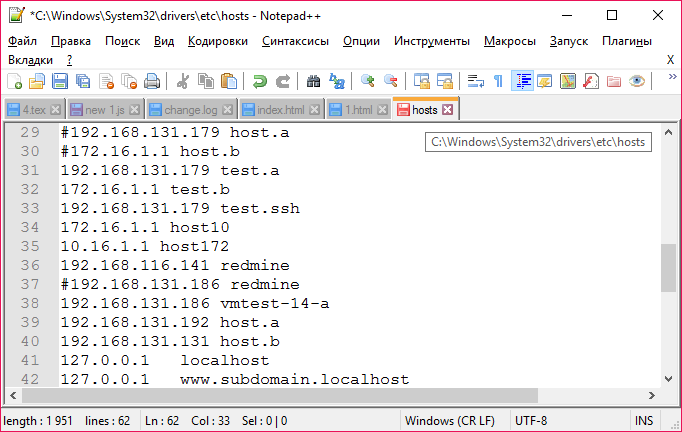 *C:\Windows\System32\drivers\etc\hosts - Notepad++
Файл Правка Поиск Вид Кодировки Синтаксисы Опции Инструменты Макросы Запуск Плагины
Вкладки ? X
4.tex new 1.js change.log index.html 1.html hosts
C:\Windows\System32\drivers\etc\hosts
29 #192.168.131.179 host.a
30 #172.16.1.1 host.b
31 192.168.131.179 test.a
32 172.16.1.1 test.b
33 192.168.131.179 test.ssh
34 172.16.1.1 host10
35 10.16.1.1 host172
36 192.168.116.141 redmine
37 #192.168.131.186 redmine
38 192.168.131.186 vmtest-14-a
39 192.168.131.192 host.a
40 192.168.131.131 host.b
41 127.0.0.1   localhost
42 127.0.0.1   www.subdomain.localhost
length : 1 951 lines : 62 Ln : 62 Col : 33 Sel : 0 | 0 Windows (CR LF) UTF-8 INS